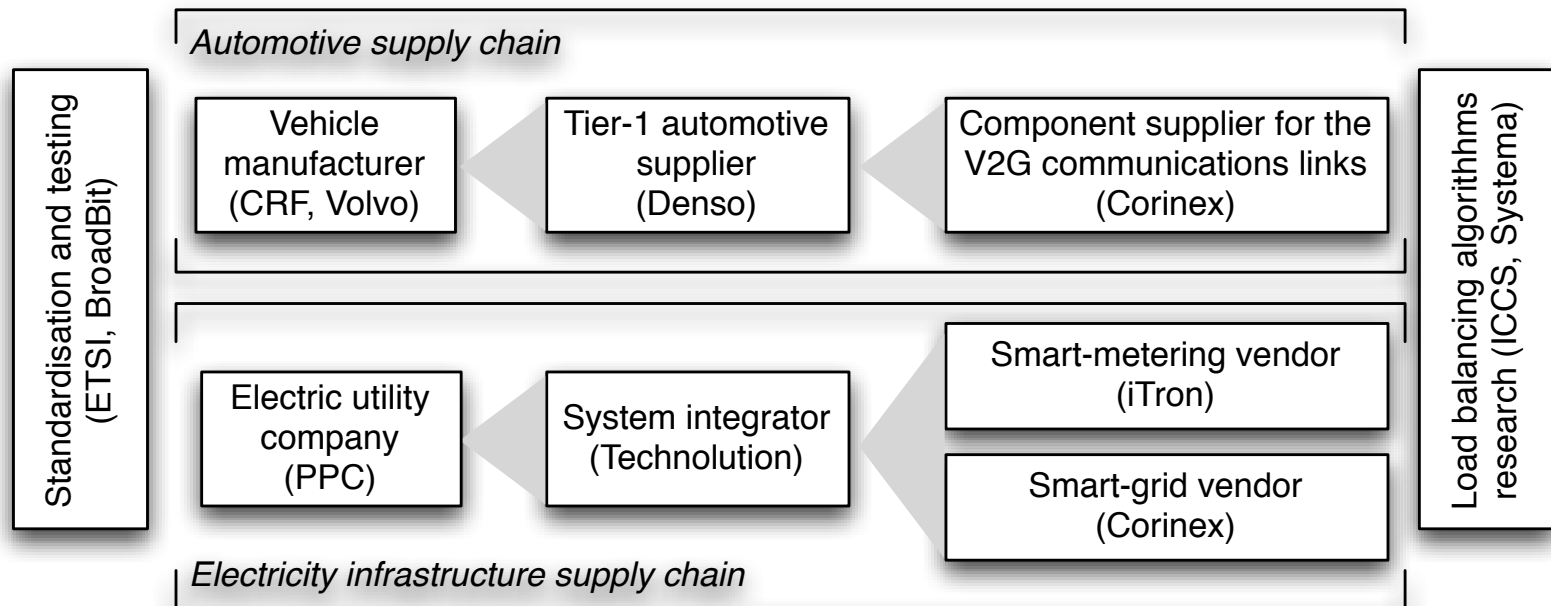 Automotive supply chain
Standardisation and testing
(ETSI, BroadBit)
Vehicle
manufacturer
(CRF, Volvo)
Tier-1 automotive
supplier
(Denso)
Component supplier for the
V2G communications links
(Corinex)
Electric utility
company
(PPC)
System integrator
(Technolution)
Smart-metering vendor
(iTron)
Smart-grid vendor
(Corinex)
Electricity infrastructure supply chain
Load balancing algorithhms
research (ICCS, Systema)